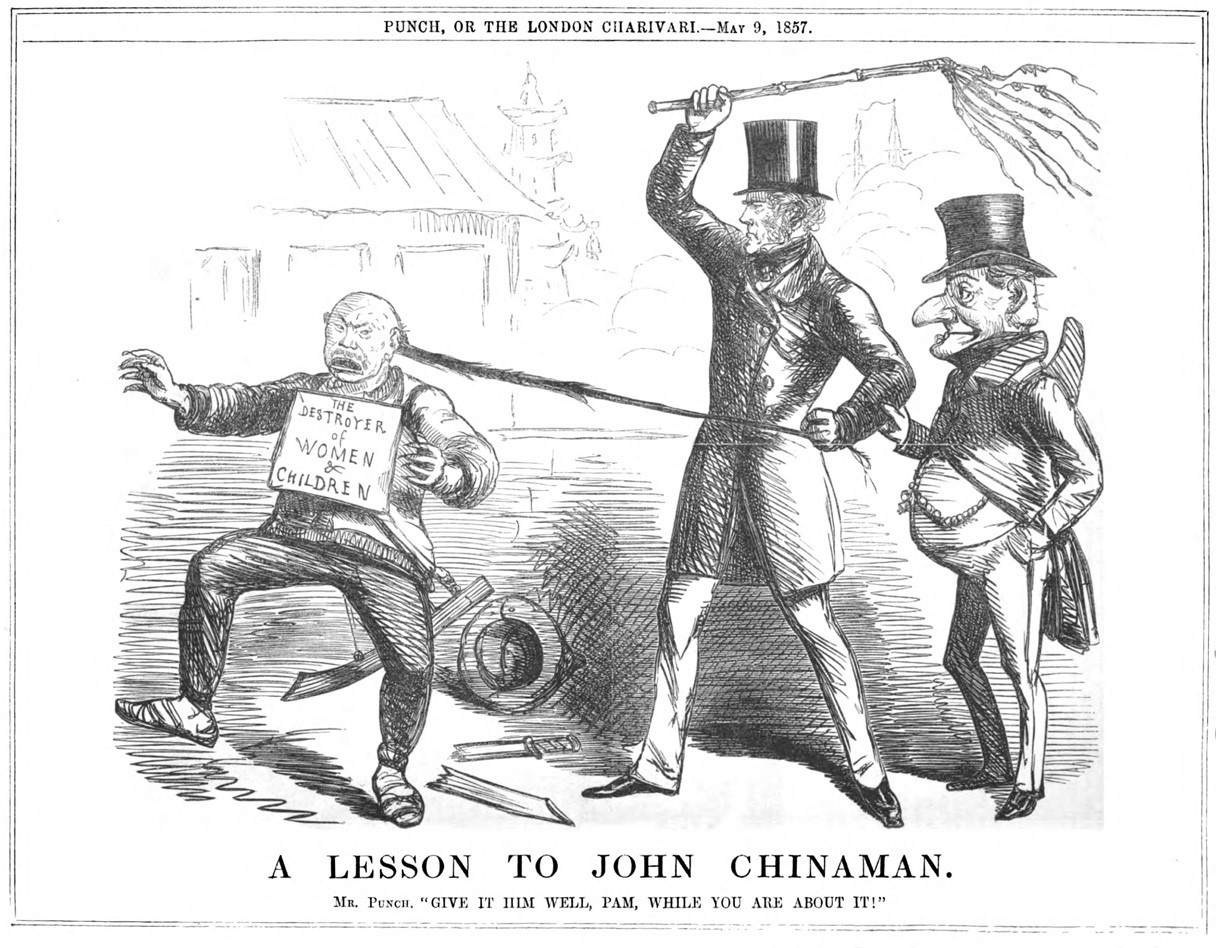 PUNCH, OR THE LONDON CHARIVARI.—May 9, 1857.
THE
DESTROYER
of
WOMEN
&
CHILDREN
A LESSON TO JOHN CHINAMAN.
Mr. Punch. "GIVE IT HIM WELL, PAM, WHILE YOU ARE ABOUT IT!"